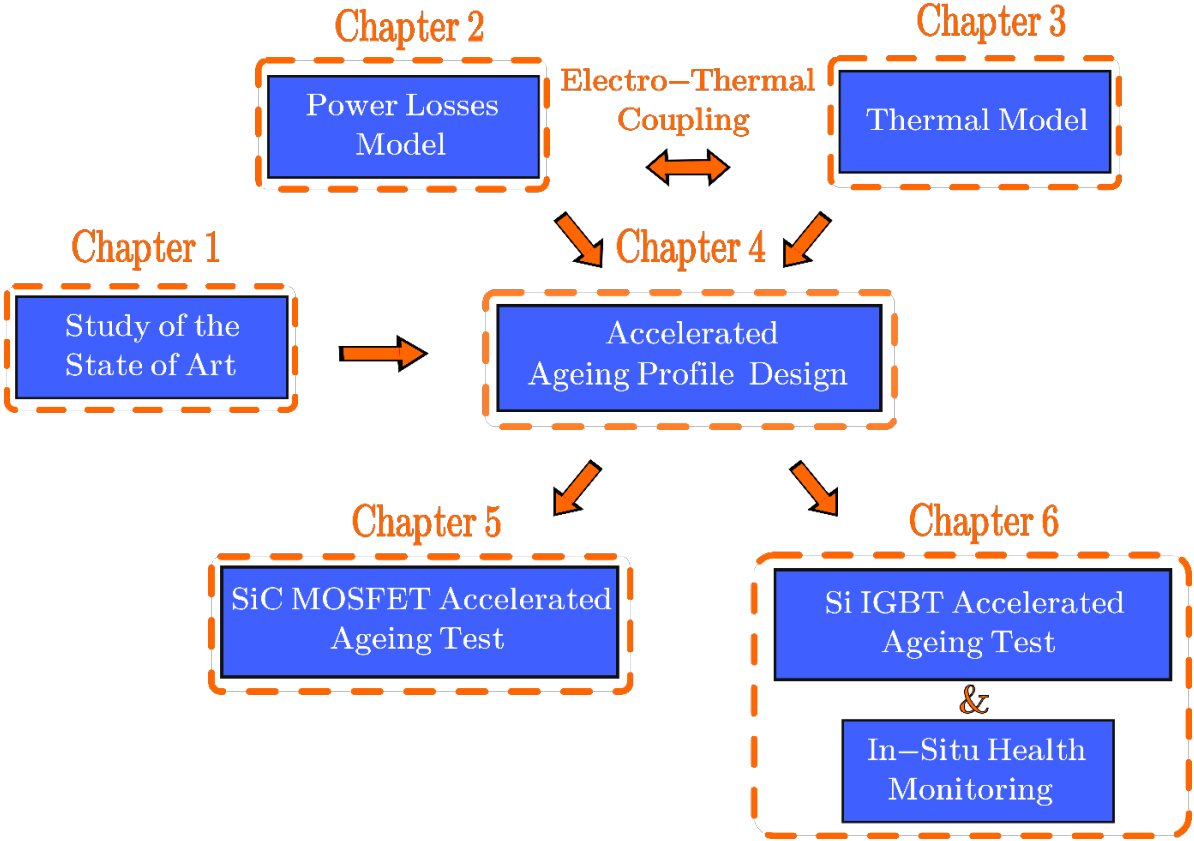 Chapter 2
Power Losses
Model
Electro−Thermal
Coupling
Chapter 3
Thermal Model
Chapter 1
Study of the
State of Art
Chapter 4
Accelerated
Ageing Profile Design
Chapter 5
SiC MOSFET Accelerated
Ageing Test
Chapter 6
Si IGBT Accelerated
Ageing Test
&
In−Situ Health
Monitoring